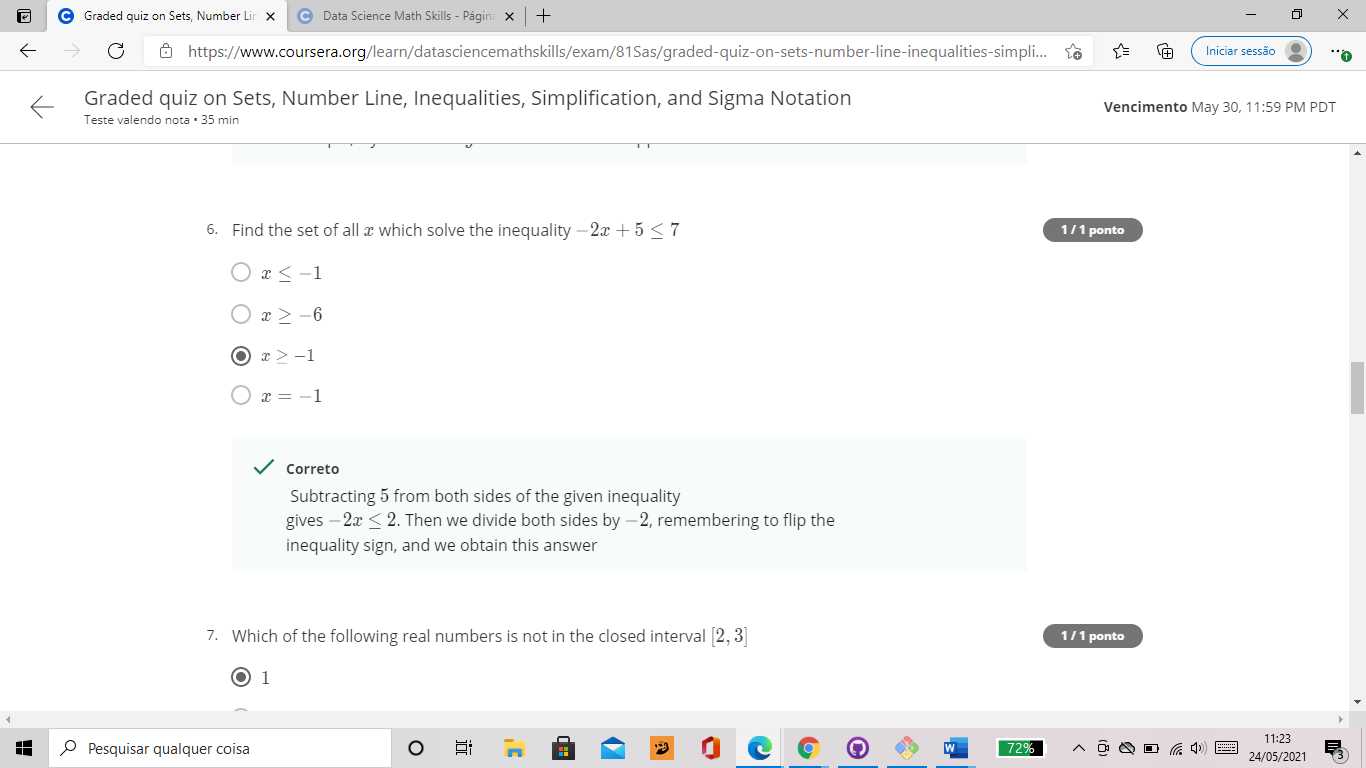 Graded quiz on Sets, Number Lin
Data Science Math Skills - Págin
https://www.coursera.org/learn/datasciencemathskills/exam/81Sas/graded-quiz-on-sets-number-line-inequalities-simpli...
Iniciar sessão
Graded quiz on Sets, Number Line, Inequalities, Simplification, and Sigma Notation
Teste valendo nota • 35 min
Vencimento May 30, 11:59 PM PDT
6. Find the set of all x which solve the inequality −2x + 5 ≤ 7
1 / 1 ponto
x ≤ −1
x ≥ −6
x ≥ −1
x = −1
Correto
Subtracting 5 from both sides of the given inequality
gives −2x ≤ 2. Then we divide both sides by −2, remembering to flip the
inequality sign, and we obtain this answer
7. Which of the following real numbers is not in the closed interval [2, 3]
1 / 1 ponto
1
Pesquisar qualquer coisa
72%
11:23
24/05/2021
3